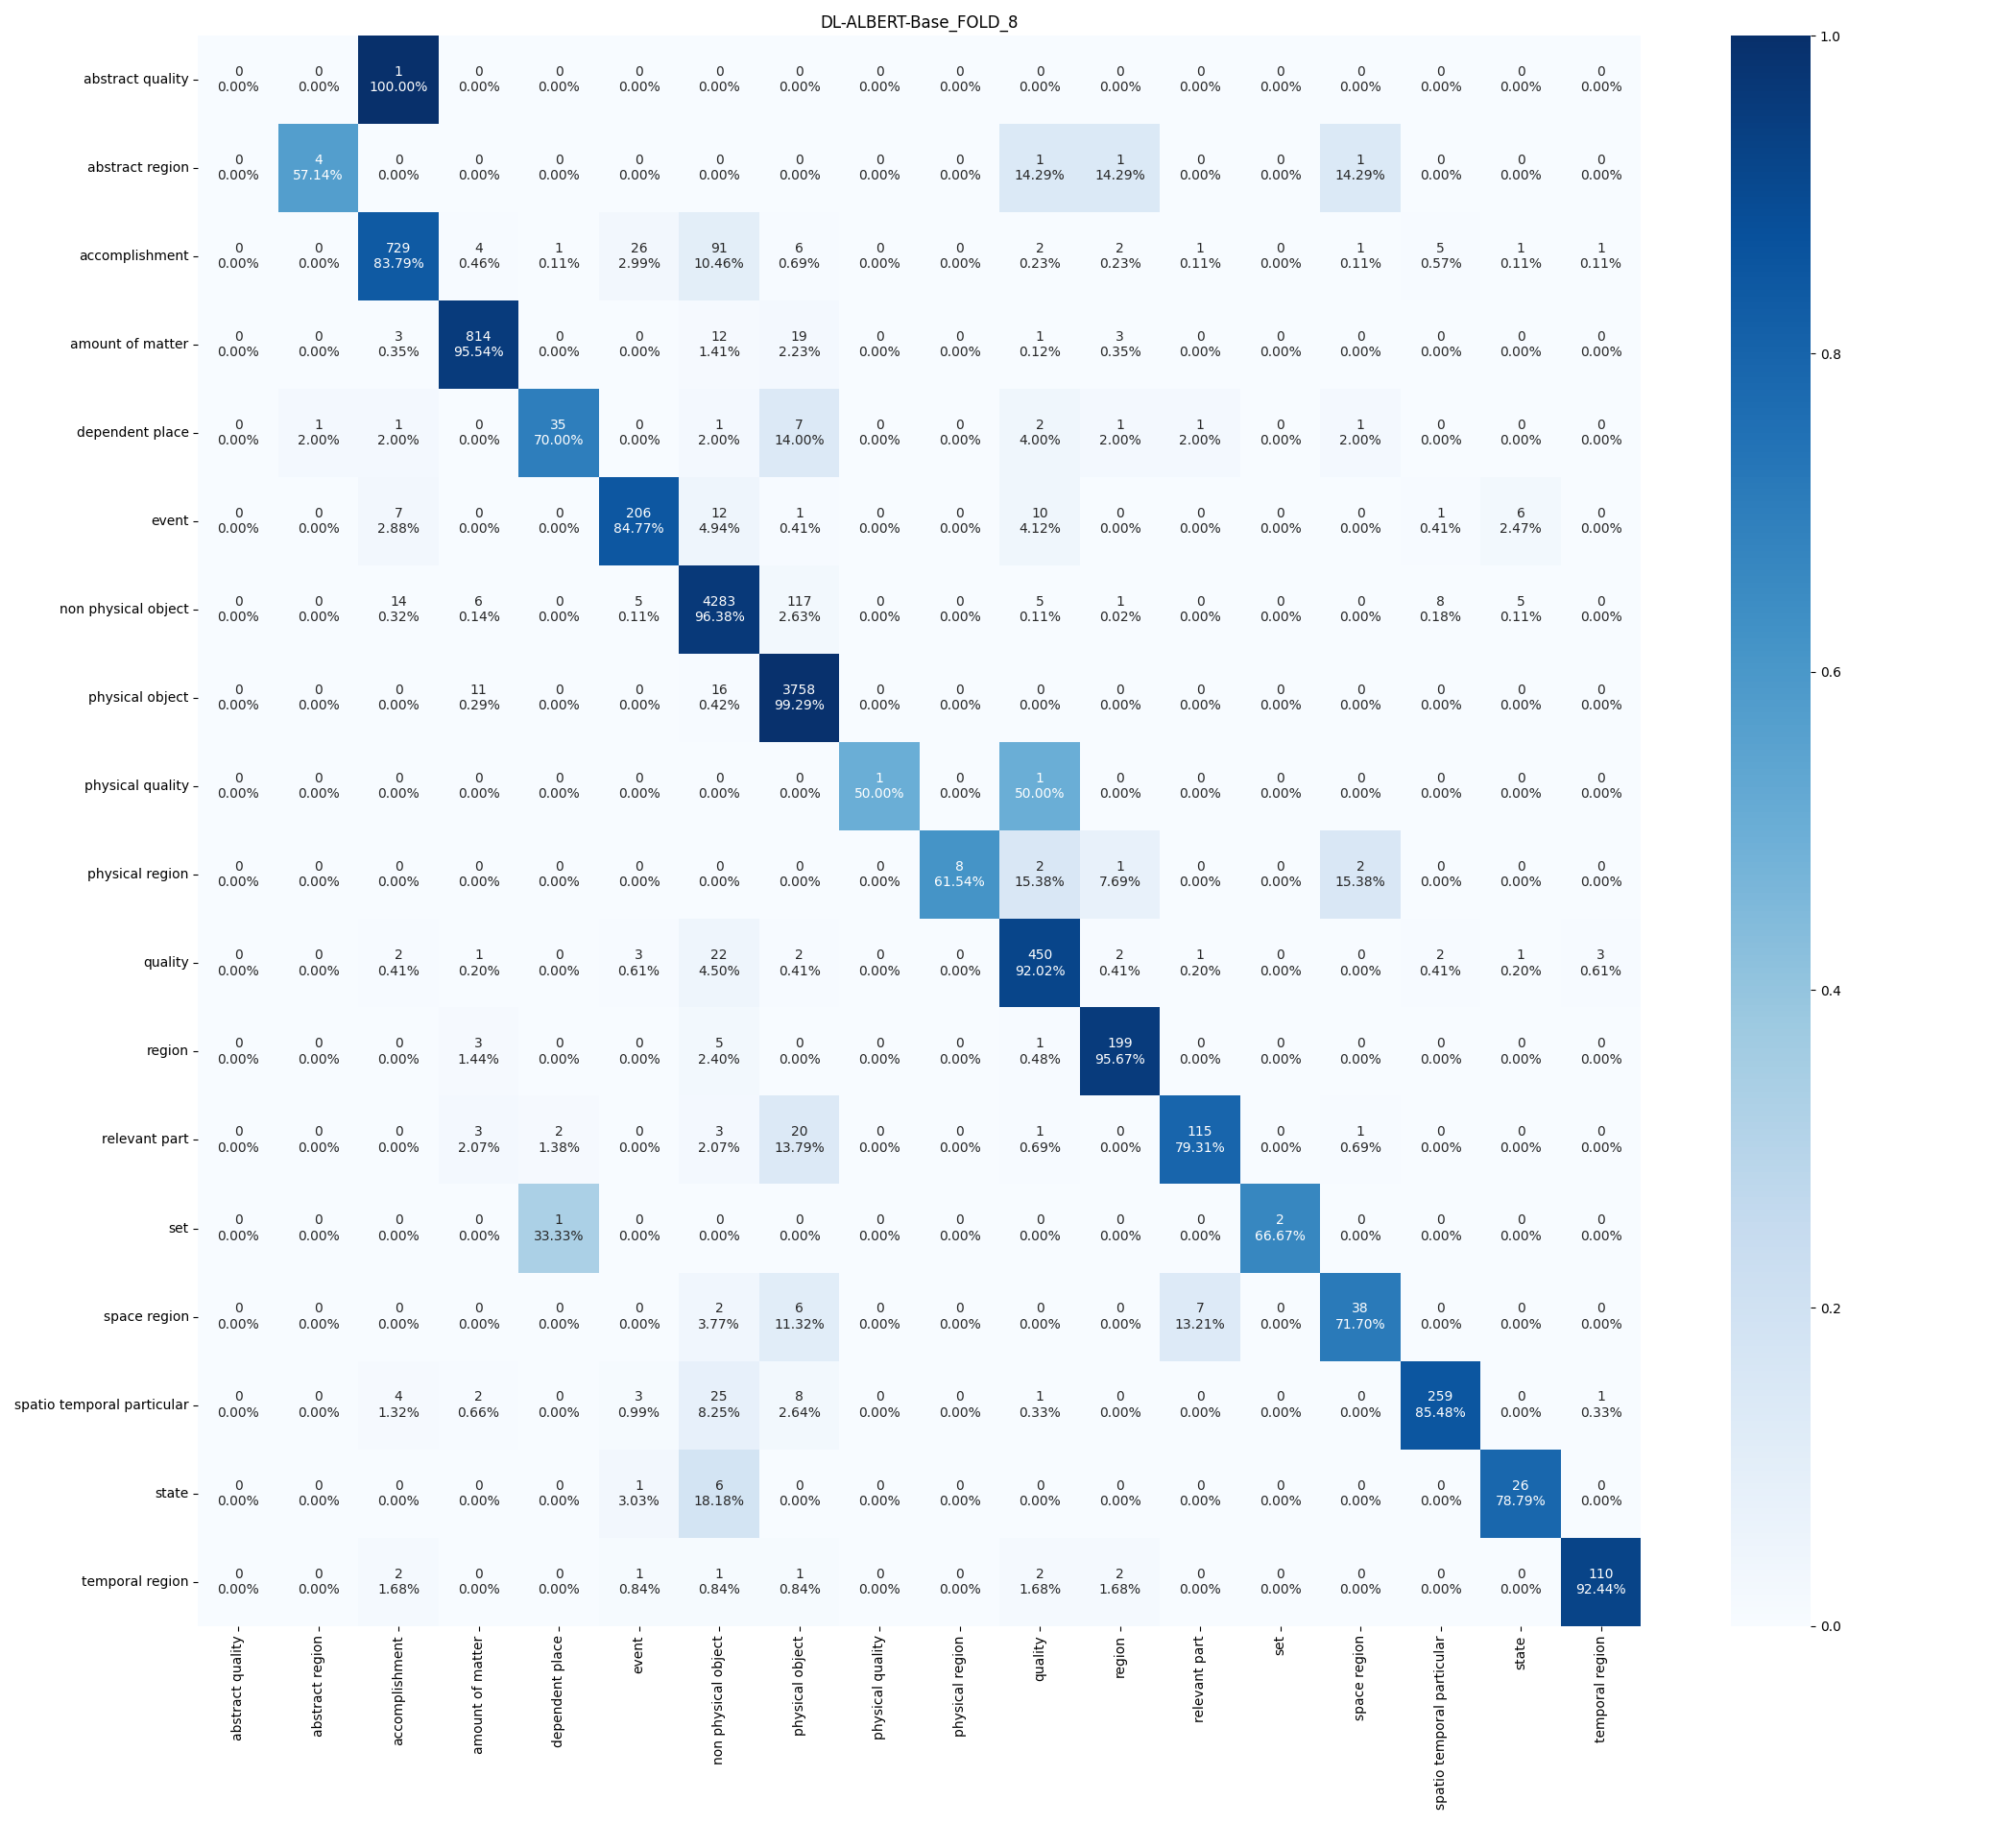 DL-ALBERT-Base_FOLD_8
abstract quality 0 0 1 0 0 0 0 0 0 0 0 0 0 0 0 0 0 0
0.00% 0.00% 100.00% 0.00% 0.00% 0.00% 0.00% 0.00% 0.00% 0.00% 0.00% 0.00% 0.00% 0.00% 0.00% 0.00% 0.00% 0.00%
abstract region 0 4 0 0 0 0 0 0 0 0 1 1 0 0 1 0 0 0
0.00% 57.14% 0.00% 0.00% 0.00% 0.00% 0.00% 0.00% 0.00% 0.00% 14.29% 14.29% 0.00% 0.00% 14.29% 0.00% 0.00% 0.00%
accomplishment 0 0 729 4 1 26 91 6 0 0 2 2 1 0 1 5 1 1
0.00% 0.00% 83.79% 0.46% 0.11% 2.99% 10.46% 0.69% 0.00% 0.00% 0.23% 0.23% 0.11% 0.00% 0.11% 0.57% 0.11% 0.11%
amount of matter 0 0 3 814 0 0 12 19 0 0 1 3 0 0 0 0 0 0
0.00% 0.00% 0.35% 95.54% 0.00% 0.00% 1.41% 2.23% 0.00% 0.00% 0.12% 0.35% 0.00% 0.00% 0.00% 0.00% 0.00% 0.00%
dependent place 0 1 1 0 35 0 1 7 0 0 2 1 1 0 1 0 0 0
0.00% 2.00% 2.00% 0.00% 70.00% 0.00% 2.00% 14.00% 0.00% 0.00% 4.00% 2.00% 2.00% 0.00% 2.00% 0.00% 0.00% 0.00%
event 0 0 7 0 0 206 12 1 0 0 10 0 0 0 0 1 6 0
0.00% 0.00% 2.88% 0.00% 0.00% 84.77% 4.94% 0.41% 0.00% 0.00% 4.12% 0.00% 0.00% 0.00% 0.00% 0.41% 2.47% 0.00%
non physical object 0 0 14 6 0 5 4283 117 0 0 5 1 0 0 0 8 5 0
0.00% 0.00% 0.32% 0.14% 0.00% 0.11% 96.38% 2.63% 0.00% 0.00% 0.11% 0.02% 0.00% 0.00% 0.00% 0.18% 0.11% 0.00%
physical object 0 0 0 11 0 0 16 3758 0 0 0 0 0 0 0 0 0 0
0.00% 0.00% 0.00% 0.29% 0.00% 0.00% 0.42% 99.29% 0.00% 0.00% 0.00% 0.00% 0.00% 0.00% 0.00% 0.00% 0.00% 0.00%
physical quality 0 0 0 0 0 0 0 0 1 0 1 0 0 0 0 0 0 0
0.00% 0.00% 0.00% 0.00% 0.00% 0.00% 0.00% 0.00% 50.00% 0.00% 50.00% 0.00% 0.00% 0.00% 0.00% 0.00% 0.00% 0.00%
physical region 0 0 0 0 0 0 0 0 0 8 2 1 0 0 2 0 0 0
0.00% 0.00% 0.00% 0.00% 0.00% 0.00% 0.00% 0.00% 0.00% 61.54% 15.38% 7.69% 0.00% 0.00% 15.38% 0.00% 0.00% 0.00%
quality 0 0 2 1 0 3 22 2 0 0 450 2 1 0 0 2 1 3
0.00% 0.00% 0.41% 0.20% 0.00% 0.61% 4.50% 0.41% 0.00% 0.00% 92.02% 0.41% 0.20% 0.00% 0.00% 0.41% 0.20% 0.61%
region 0 0 0 3 0 0 5 0 0 0 1 199 0 0 0 0 0 0
0.00% 0.00% 0.00% 1.44% 0.00% 0.00% 2.40% 0.00% 0.00% 0.00% 0.48% 95.67% 0.00% 0.00% 0.00% 0.00% 0.00% 0.00%
relevant part 0 0 0 3 2 0 3 20 0 0 1 0 115 0 1 0 0 0
0.00% 0.00% 0.00% 2.07% 1.38% 0.00% 2.07% 13.79% 0.00% 0.00% 0.69% 0.00% 79.31% 0.00% 0.69% 0.00% 0.00% 0.00%
set 0 0 0 0 1 0 0 0 0 0 0 0 0 2 0 0 0 0
0.00% 0.00% 0.00% 0.00% 33.33% 0.00% 0.00% 0.00% 0.00% 0.00% 0.00% 0.00% 0.00% 66.67% 0.00% 0.00% 0.00% 0.00%
space region 0 0 0 0 0 0 2 6 0 0 0 0 7 0 38 0 0 0
0.00% 0.00% 0.00% 0.00% 0.00% 0.00% 3.77% 11.32% 0.00% 0.00% 0.00% 0.00% 13.21% 0.00% 71.70% 0.00% 0.00% 0.00%
spatio temporal particular 0 0 4 2 0 3 25 8 0 0 1 0 0 0 0 259 0 1
0.00% 0.00% 1.32% 0.66% 0.00% 0.99% 8.25% 2.64% 0.00% 0.00% 0.33% 0.00% 0.00% 0.00% 0.00% 85.48% 0.00% 0.33%
state 0 0 0 0 0 1 6 0 0 0 0 0 0 0 0 0 26 0
0.00% 0.00% 0.00% 0.00% 0.00% 3.03% 18.18% 0.00% 0.00% 0.00% 0.00% 0.00% 0.00% 0.00% 0.00% 0.00% 78.79% 0.00%
temporal region 0 0 2 0 0 1 1 1 0 0 2 2 0 0 0 0 0 110
0.00% 0.00% 1.68% 0.00% 0.00% 0.84% 0.84% 0.84% 0.00% 0.00% 1.68% 1.68% 0.00% 0.00% 0.00% 0.00% 0.00% 92.44%
abstract quality
abstract region
accomplishment
amount of matter
dependent place
event
non physical object
physical object
physical quality
physical region
quality
region
relevant part
set
space region
spatio temporal particular
state
temporal region
1.0
0.8
0.6
0.4
0.2
0.0